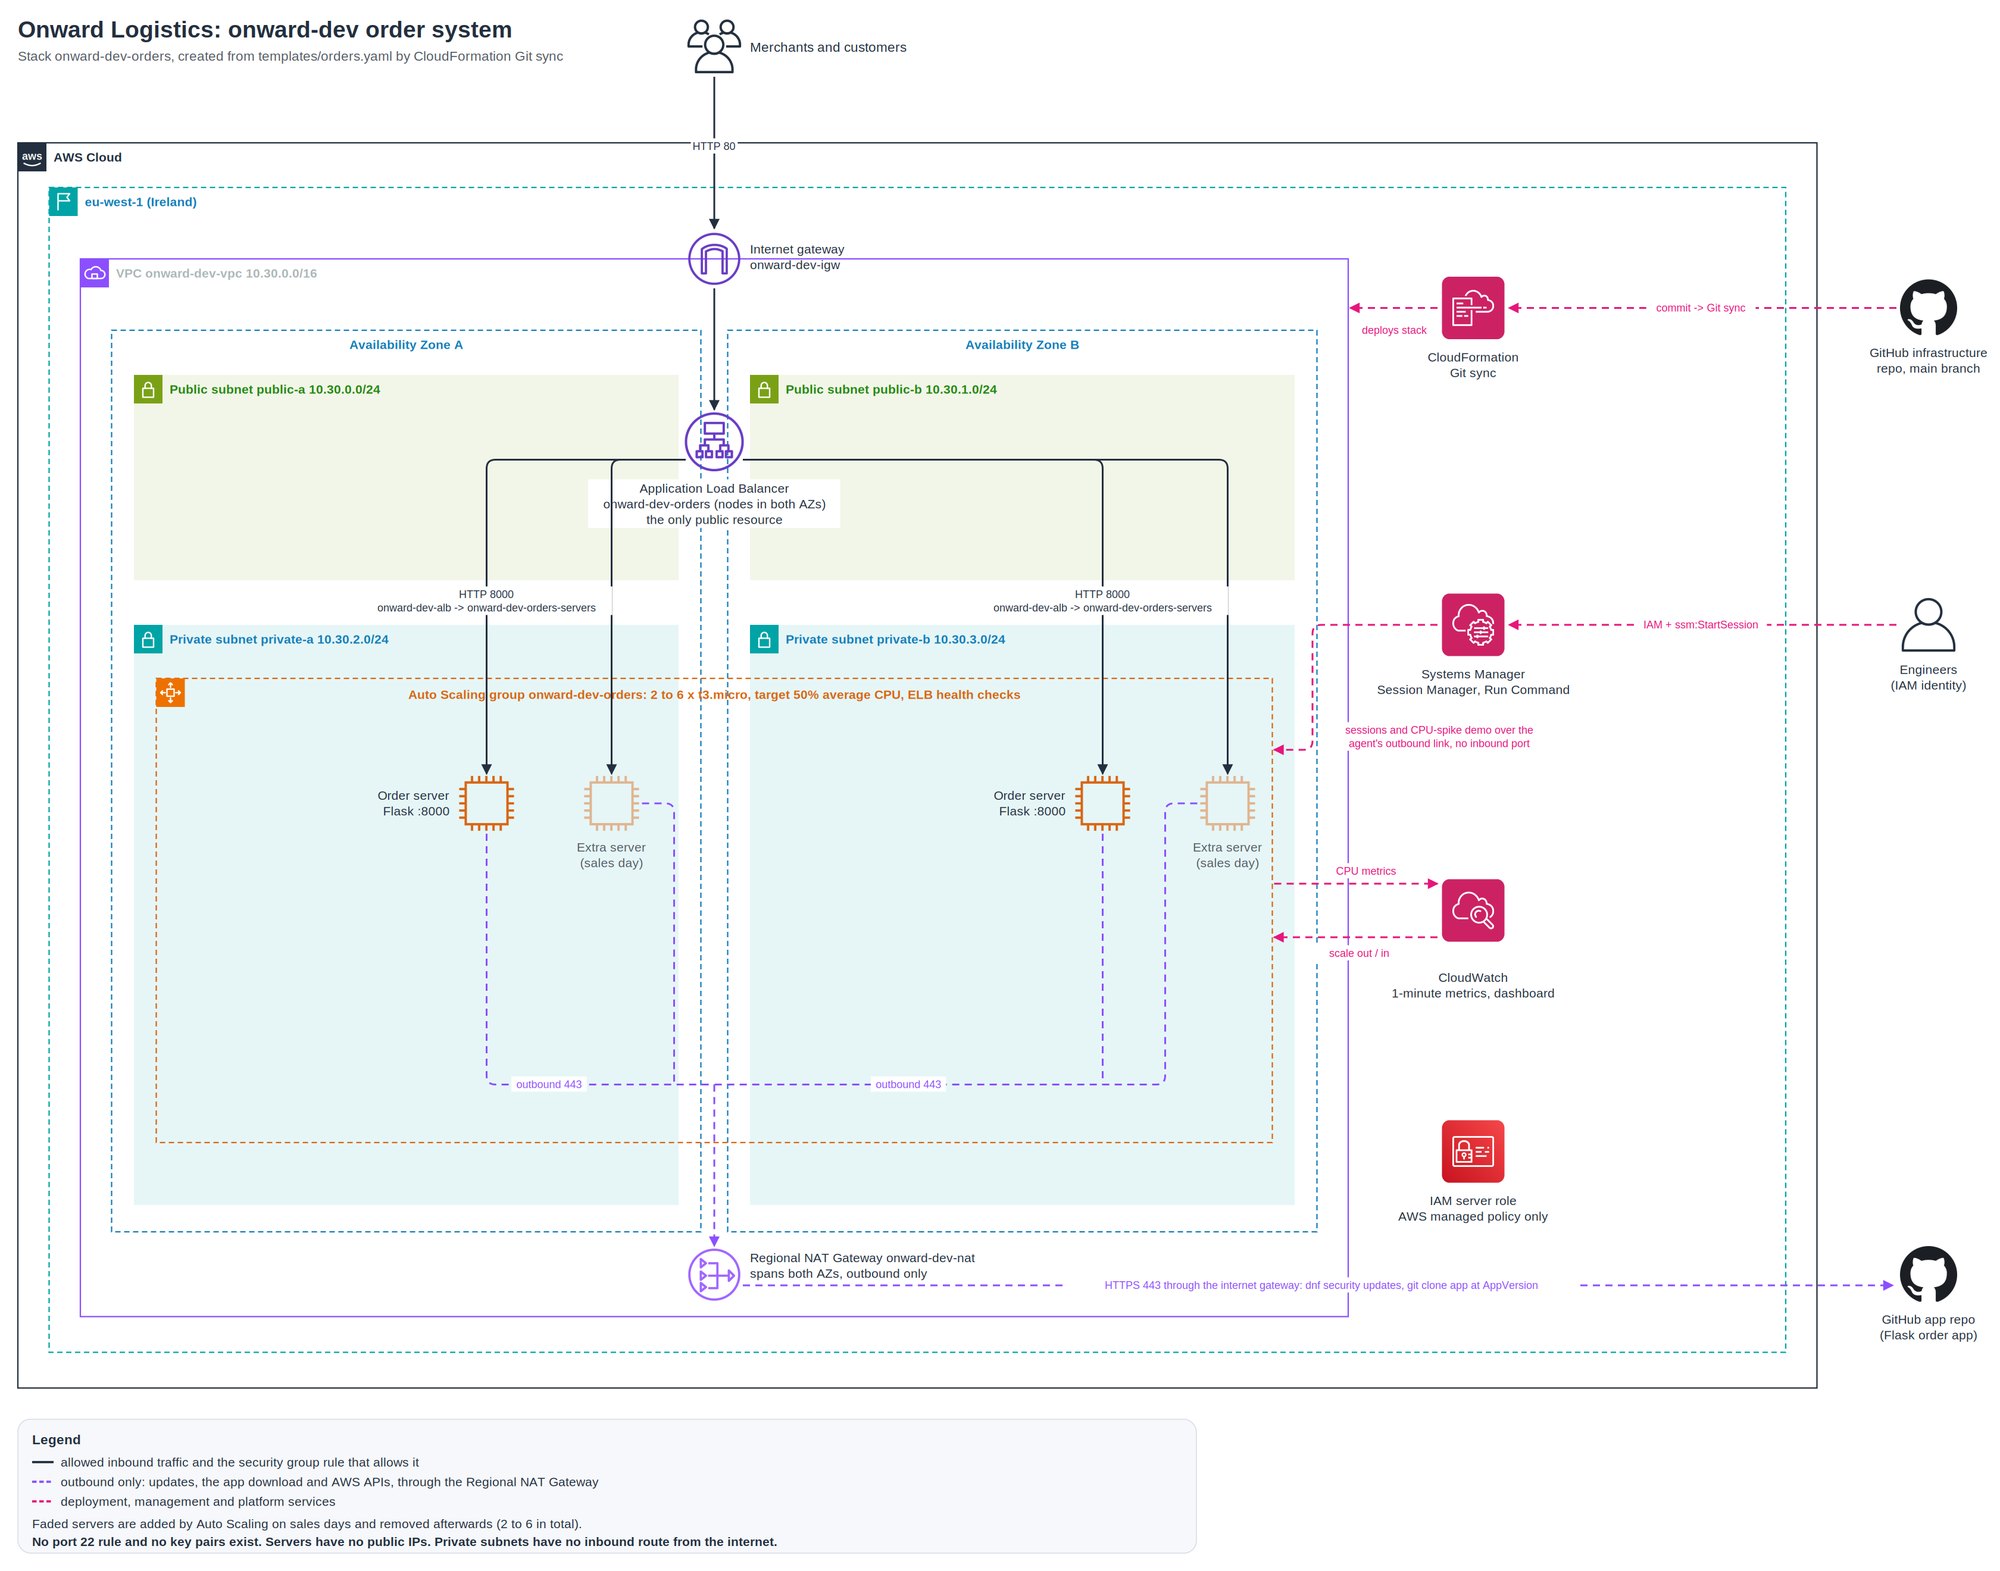 Onward Logistics: onward-dev order system
Stack onward-dev-orders, created from templates/orders.yaml by CloudFormation Git sync
Merchants and customers
HTTP 80
aws
AWS Cloud
eu-west-1 (Ireland)
Internet gateway
onward-dev-igw
VPC onward-dev-vpc 10.30.0.0/16
commit -> Git sync
deploys stack
CloudFormation
Git sync
GitHub infrastructure
repo, main branch
Availability Zone A
Availability Zone B
Public subnet public-a 10.30.0.0/24
Public subnet public-b 10.30.1.0/24
Application Load Balancer
onward-dev-orders (nodes in both AZs)
the only public resource
HTTP 8000
onward-dev-alb -> onward-dev-orders-servers
HTTP 8000
onward-dev-alb -> onward-dev-orders-servers
IAM + ssm:StartSession
Private subnet private-a 10.30.2.0/24
Private subnet private-b 10.30.3.0/24
Systems Manager
Session Manager, Run Command
Engineers
(IAM identity)
Auto Scaling group onward-dev-orders: 2 to 6 x t3.micro, target 50% average CPU, ELB health checks
sessions and CPU-spike demo over the
agent's outbound link, no inbound port
Order server
Flask :8000
Extra server
(sales day)
Order server
Flask :8000
Extra server
(sales day)
CPU metrics
scale out / in
CloudWatch
1-minute metrics, dashboard
outbound 443
outbound 443
IAM server role
AWS managed policy only
Regional NAT Gateway onward-dev-nat
spans both AZs, outbound only
HTTPS 443 through the internet gateway: dnf security updates, git clone app at AppVersion
GitHub app repo
(Flask order app)
Legend
allowed inbound traffic and the security group rule that allows it
outbound only: updates, the app download and AWS APIs, through the Regional NAT Gateway
deployment, management and platform services
Faded servers are added by Auto Scaling on sales days and removed afterwards (2 to 6 in total).
No port 22 rule and no key pairs exist. Servers have no public IPs. Private subnets have no inbound route from the internet.